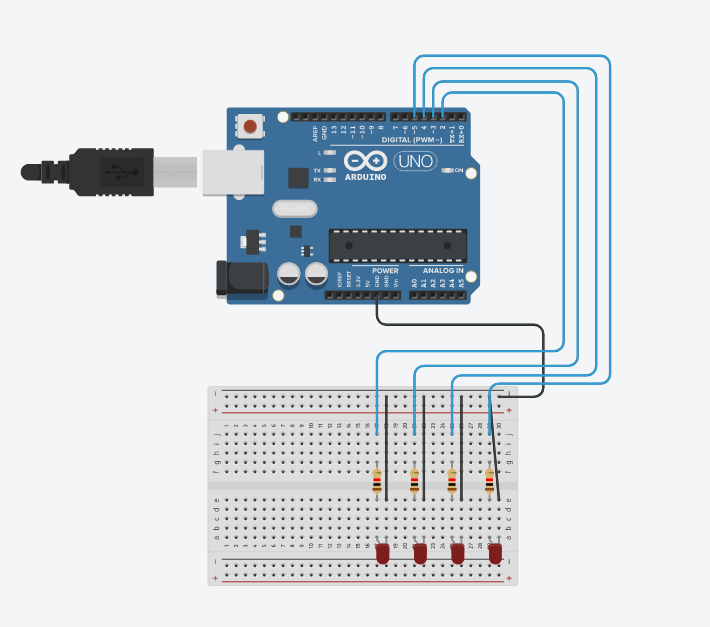 AREF
GND
13
12
~11
~10
~9
8
7
~6
~5
4
~3
2
TX→1
RX←0
DIGITAL (PWM~)
L
TX
RX
ARDUINO
UNO
ON
POWER
ANALOG IN
IOREF
RESET
3.3V
5V
GND
GND
Vin
A0
A1
A2
A3
A4
A5
j
i
h
g
f
e
d
c
b
a